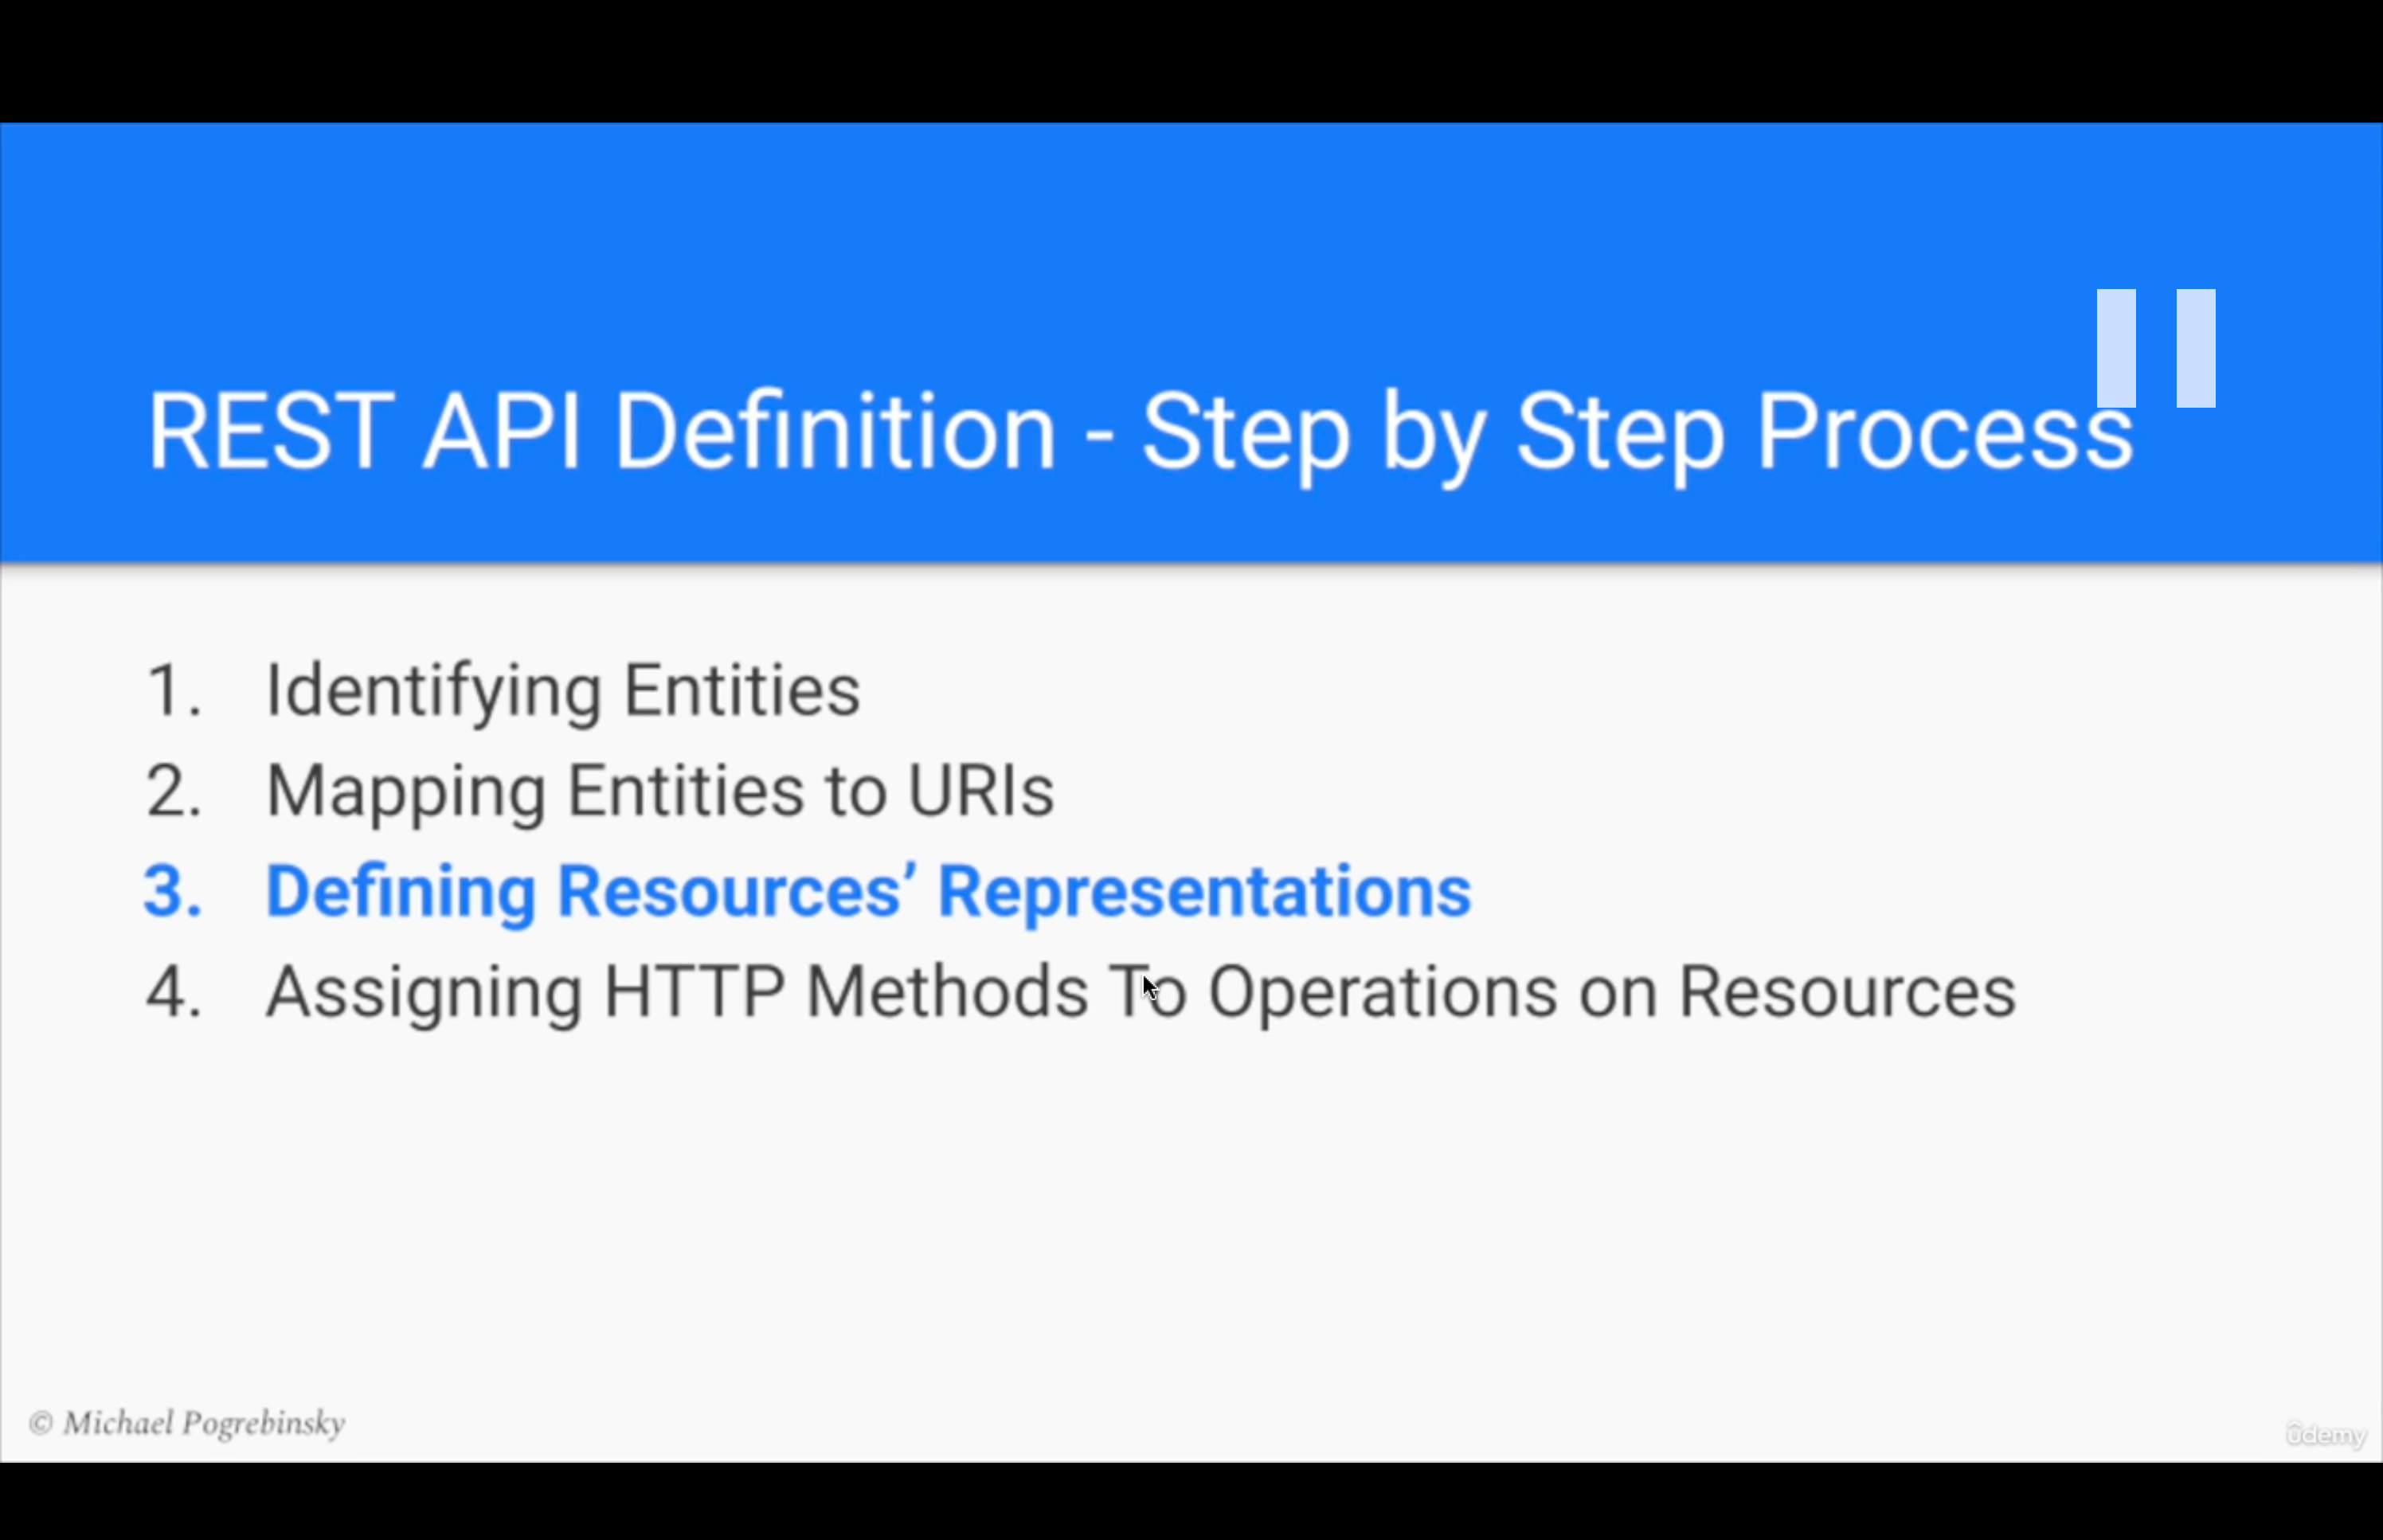 REST API Definition - Step by Step Process
1. Identifying Entities
2. Mapping Entities to URIs
3. Defining Resources’ Representations
4. Assigning HTTP Methods To Operations on Resources
© Michael Pogrebinsky
ûdemy